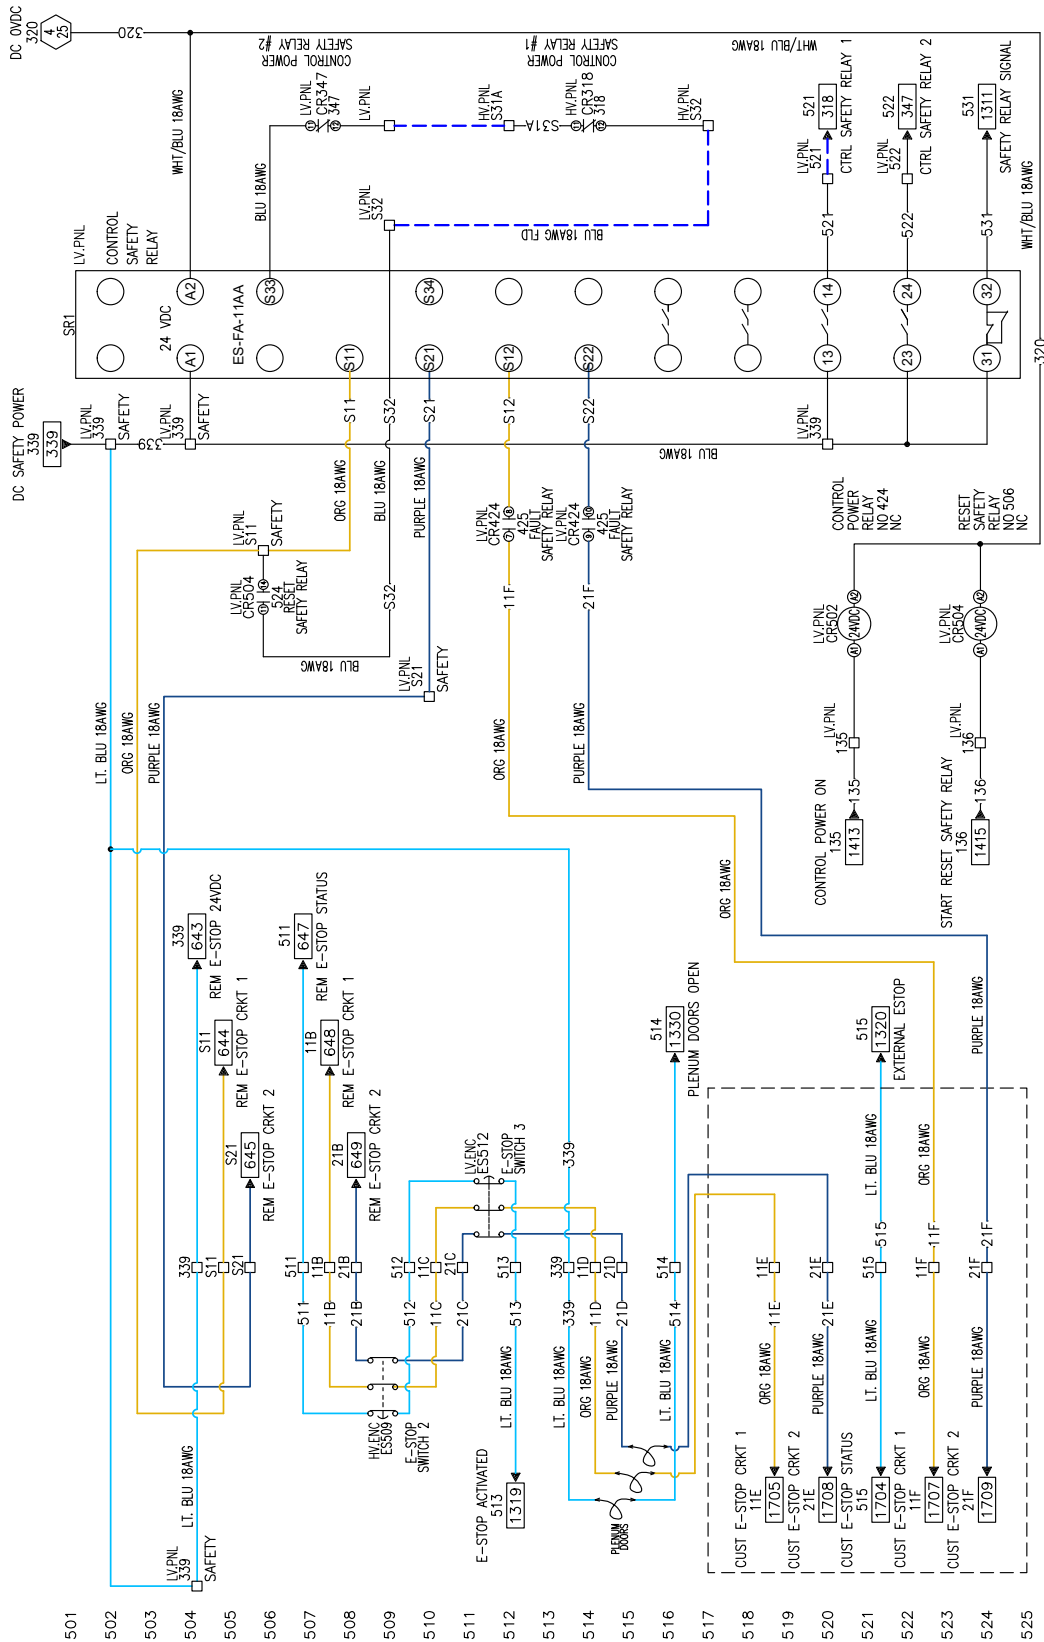 501
502
503
504
505
506
507
508
509
510
511
512
513
514
515
516
517
518
519
520
521
522
523
524
525
DC 0VDC
320
4
25
320
WHT/BLU 18AWG
WHT/BLU 18AWG
WHT/BLU 18AWG
320
CONTROL POWER
SAFETY RELAY #2
LV.PNL
CR347
347
11
12
LV.PNL
BLU 18AWG
HV.PNL
S31A
S31A
CONTROL POWER
SAFETY RELAY #1
HV.PNL
CR318
318
11
12
HV.PNL
S32
LV.PNL
S32
BLU 18AWG FLD
521
318
LV.PNL
521
CTRL SAFETY RELAY 1
521
522
347
LV.PNL
522
CTRL SAFETY RELAY 2
522
531
1311
SAFETY RELAY SIGNAL
531
SR1
LV.PNL
CONTROL
SAFETY
RELAY
24 VDC
ES-FA-11AA
A1
A2
S33
S11
S21
S34
S12
S22
13
14
23
24
31
32
DC SAFETY POWER
339
339
LV.PNL
339
SAFETY
339
LV.PNL
339
SAFETY
LV.PNL
339
BLU 18AWG
S11
ORG 18AWG
S32
BLU 18AWG
S32
S21
PURPLE 18AWG
S12
S22
LV.PNL
S11
SAFETY
LV.PNL
CR504
13
14
524
RESET
SAFETY RELAY
BLU 18AWG
LV.PNL
S21
SAFETY
LV.PNL
CR424
7
8
425
FAULT
SAFETY RELAY
11F
ORG 18AWG
LV.PNL
CR424
9
10
425
FAULT
SAFETY RELAY
21F
PURPLE 18AWG
CONTROL
POWER
RELAY
NO 424
NC
LV.PNL
CR502
A1
24VDC
A2
LV.PNL
135
135
CONTROL POWER ON
135
1413
RESET
SAFETY
RELAY
NO 506
NC
LV.PNL
CR504
A1
24VDC
A2
LV.PNL
136
136
START RESET SAFETY RELAY
136
1415
LT. BLU 18AWG
ORG 18AWG
PURPLE 18AWG
339
643
REM E-STOP 24VDC
S11
644
REM E-STOP CRKT 1
S21
645
REM E-STOP CRKT 2
339
S11
S21
LT. BLU 18AWG
LV.PNL
339
SAFETY
511
647
REM E-STOP STATUS
11B
648
REM E-STOP CRKT 1
21B
649
REM E-STOP CRKT 2
511
11B
21B
511
11B
21B
HV.ENC
ES509
E-STOP
SWITCH 2
512
11C
21C
512
11C
21C
LV.ENC
ES512
E-STOP
SWITCH 3
513
513
LT. BLU 18AWG
E-STOP ACTIVATED
513
1319
339
339
11D
21D
339
11D
21D
LT. BLU 18AWG
ORG 18AWG
PURPLE 18AWG
PLENUM
DOORS
514
1330
PLENUM DOORS OPEN
514
514
LT. BLU 18AWG
ORG 18AWG
PURPLE 18AWG
11E
11E
ORG 18AWG
CUST E-STOP CRKT 1
11E
1705
21E
21E
PURPLE 18AWG
CUST E-STOP CRKT 2
21E
1708
515
1320
EXTERNAL ESTOP
LT. BLU 18AWG
515
515
LT. BLU 18AWG
CUST E-STOP STATUS
515
1704
ORG 18AWG
11F
11F
ORG 18AWG
CUST E-STOP CRKT 1
11F
1707
21F
21F
PURPLE 18AWG
CUST E-STOP CRKT 2
21F
1709